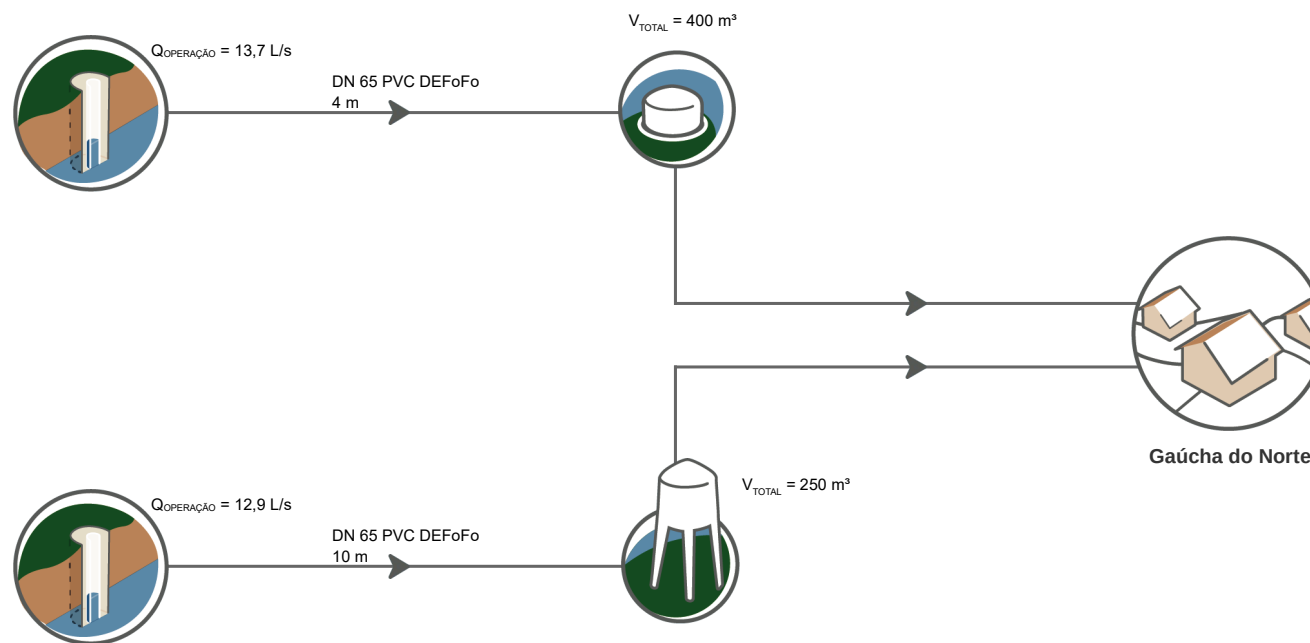 V_TOTAL = 400 m³
Q_OPERAÇÃO = 13,7 L/s
DN 65 PVC DEFoFo
4 m
Gaúcha do Norte
V_TOTAL = 250 m³
Q_OPERAÇÃO = 12,9 L/s
DN 65 PVC DEFoFo
10 m